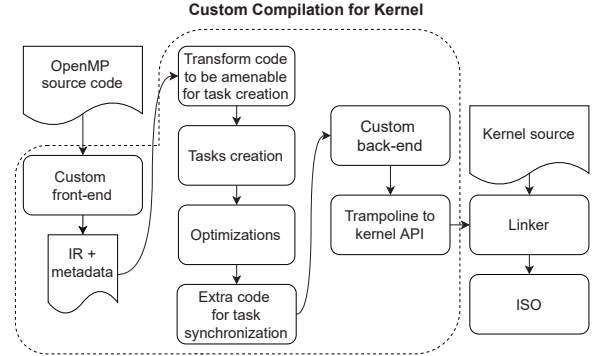 Custom Compilation for Kernel
OpenMP
source code
Custom
front-end
IR +
metadata
Transform code
to be amenable
for task creation
Tasks creation
Optimizations
Extra code
for task
synchronization
Custom
back-end
Trampoline to
kernel API
Kernel source
Linker
ISO